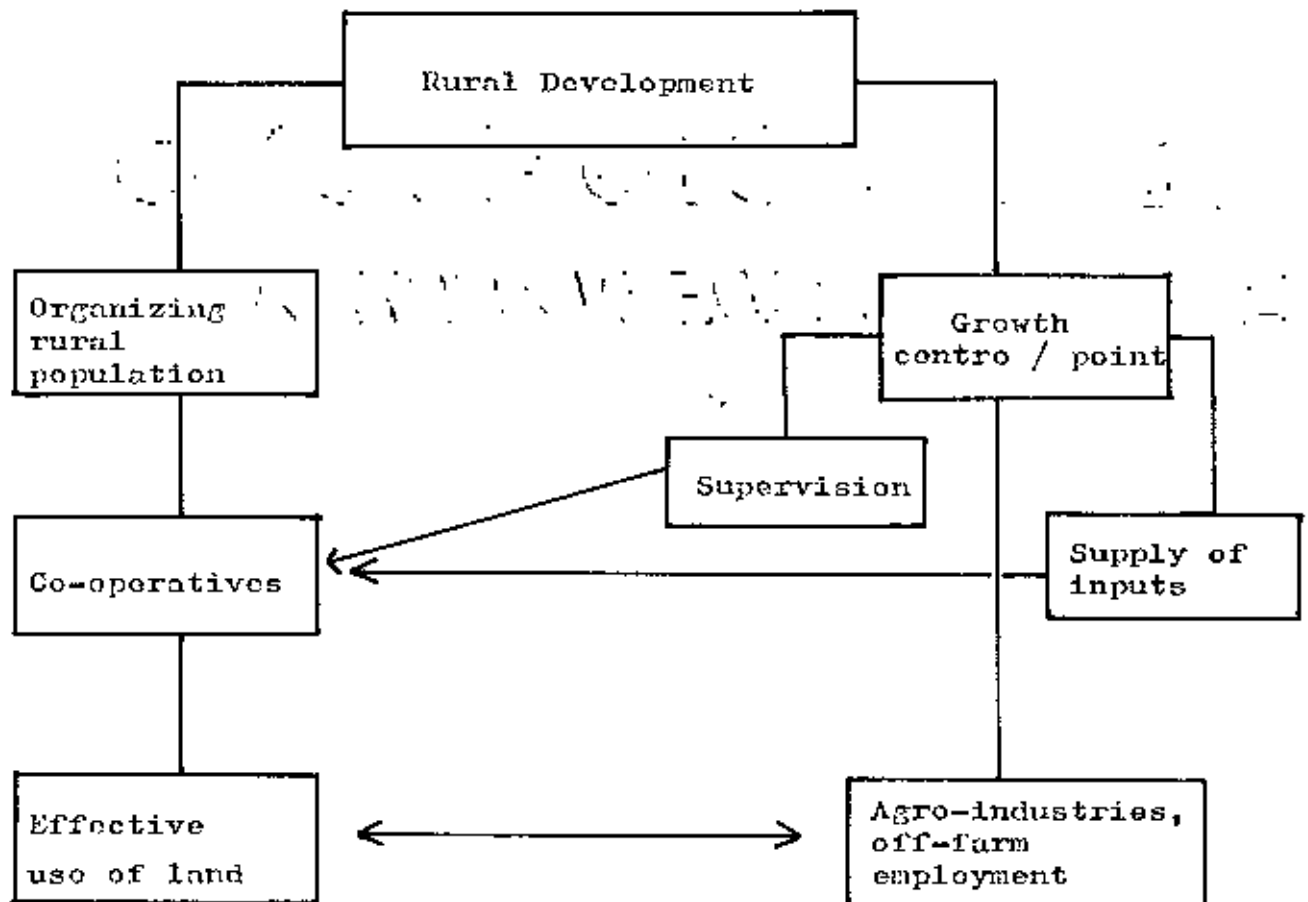 Rural Development
Organizing
rural
population
Growth
contro / point
Supervision
Co-operatives
Supply of
inputs
Effective
use of land
Agro-industries,
off-farm
employment